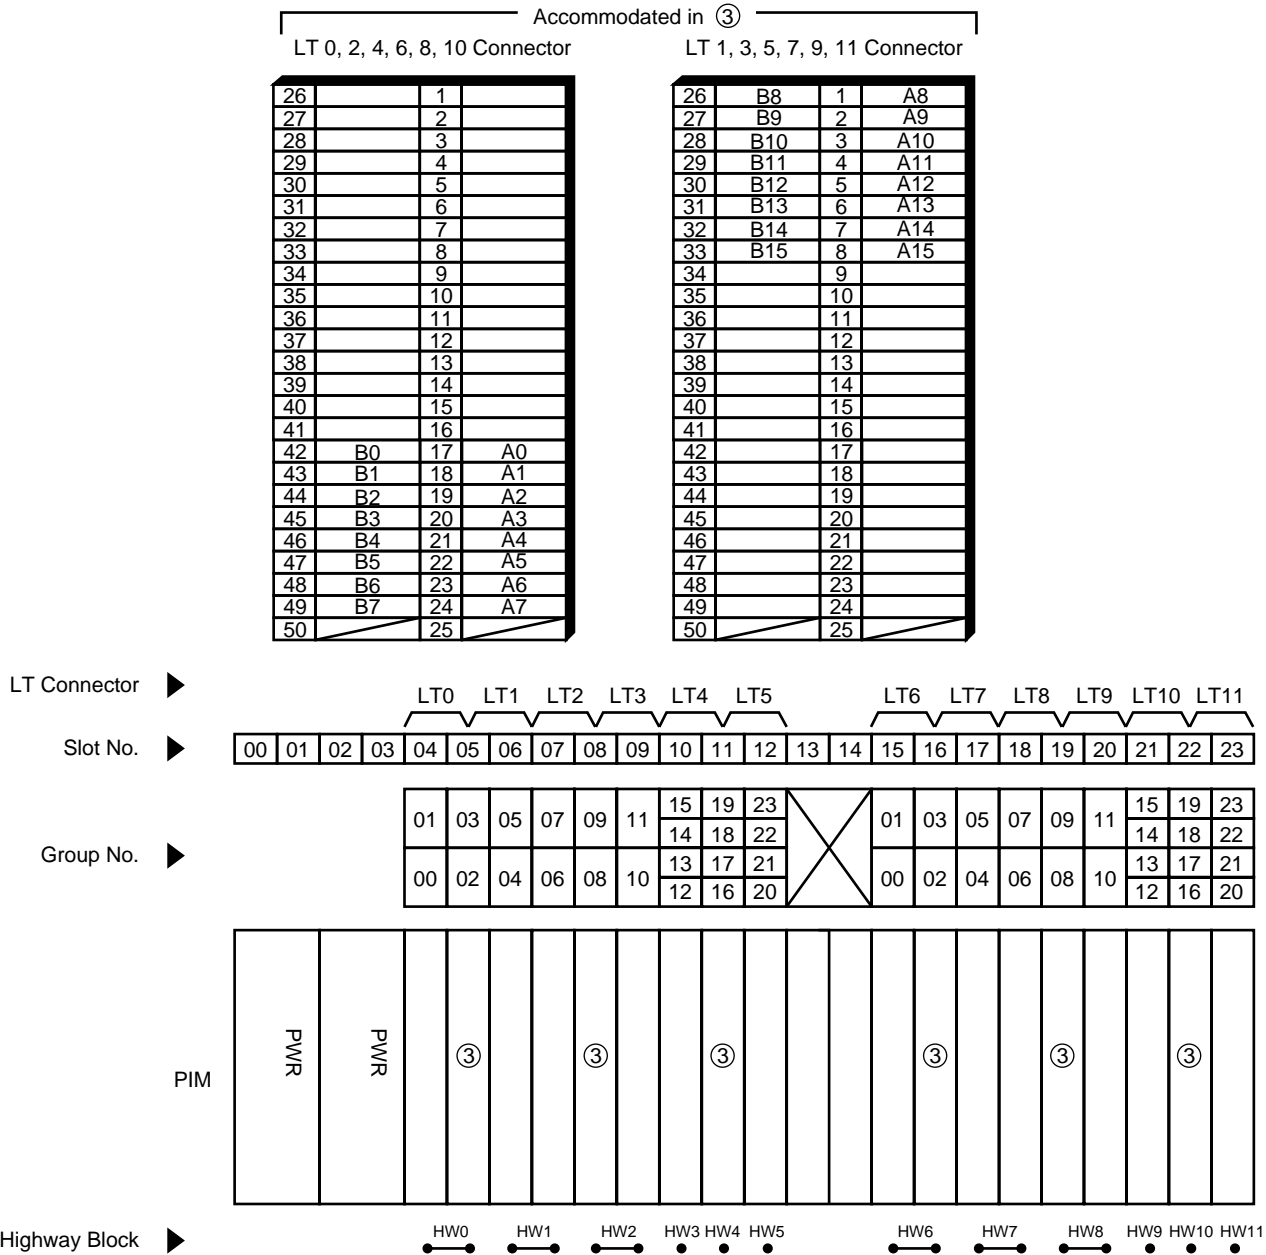 Accommodated in ③
LT 0, 2, 4, 6, 8, 10 Connector
LT 1, 3, 5, 7, 9, 11 Connector
26 1
27 2
28 3
29 4
30 5
31 6
32 7
33 8
34 9
35 10
36 11
37 12
38 13
39 14
40 15
41 16
42 B0 17 A0
43 B1 18 A1
44 B2 19 A2
45 B3 20 A3
46 B4 21 A4
47 B5 22 A5
48 B6 23 A6
49 B7 24 A7
50 25
26 B8 1 A8
27 B9 2 A9
28 B10 3 A10
29 B11 4 A11
30 B12 5 A12
31 B13 6 A13
32 B14 7 A14
33 B15 8 A15
34 9
35 10
36 11
37 12
38 13
39 14
40 15
41 16
42 17
43 18
44 19
45 20
46 21
47 22
48 23
49 24
50 25
LT Connector LT0 LT1 LT2 LT3 LT4 LT5 LT6 LT7 LT8 LT9 LT10 LT11
Slot No. 00 01 02 03 04 05 06 07 08 09 10 11 12 13 14 15 16 17 18 19 20 21 22 23
Group No.
01 03 05 07 09 11 15 19 23 01 03 05 07 09 11 15 19 23
14 18 22 14 18 22
00 02 04 06 08 10 13 17 21 00 02 04 06 08 10 13 17 21
12 16 20 12 16 20
PIM PWR PWR ③ ③ ③ ③ ③ ③
Highway Block HW0 HW1 HW2 HW3 HW4 HW5 HW6 HW7 HW8 HW9 HW10 HW11